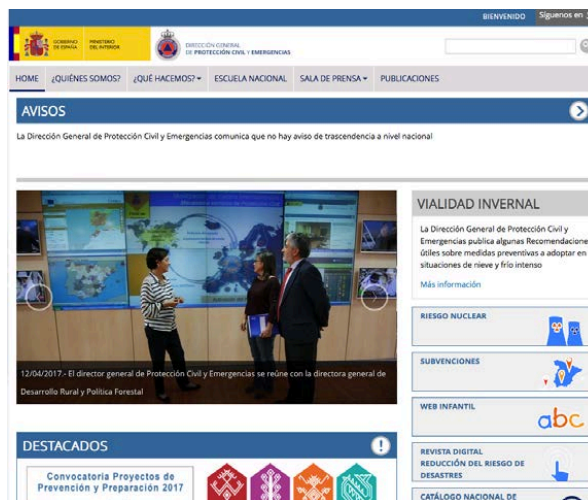 BIENVENIDO Síguenos en
GOBIERNO DE ESPAÑA
MINISTERIO DEL INTERIOR
DIRECCIÓN GENERAL
DE PROTECCIÓN CIVIL Y EMERGENCIAS
HOME ¿QUIÉNES SOMOS? ¿QUÉ HACEMOS? ESCUELA NACIONAL SALA DE PRENSA PUBLICACIONES
AVISOS
La Dirección General de Protección Civil y Emergencias comunica que no hay aviso de trascendencia a nivel nacional
12/04/2017.- El director general de Protección Civil y Emergencias se reúne con la directora general de
Desarrollo Rural y Política Forestal
VIALIDAD INVERNAL
La Dirección General de Protección Civil y
Emergencias publica algunas Recomendacione
útiles sobre medidas preventivas a adoptar en
situaciones de nieve y frío intenso
Más información
RIESGO NUCLEAR
SUBVENCIONES
WEB INFANTIL
abc
REVISTA DIGITAL
REDUCCIÓN DEL RIESGO DE
DESASTRES
CATÁLOGO NACIONAL DE
DESTACADOS
Convocatoria Proyectos de
Prevención y Preparación 2017